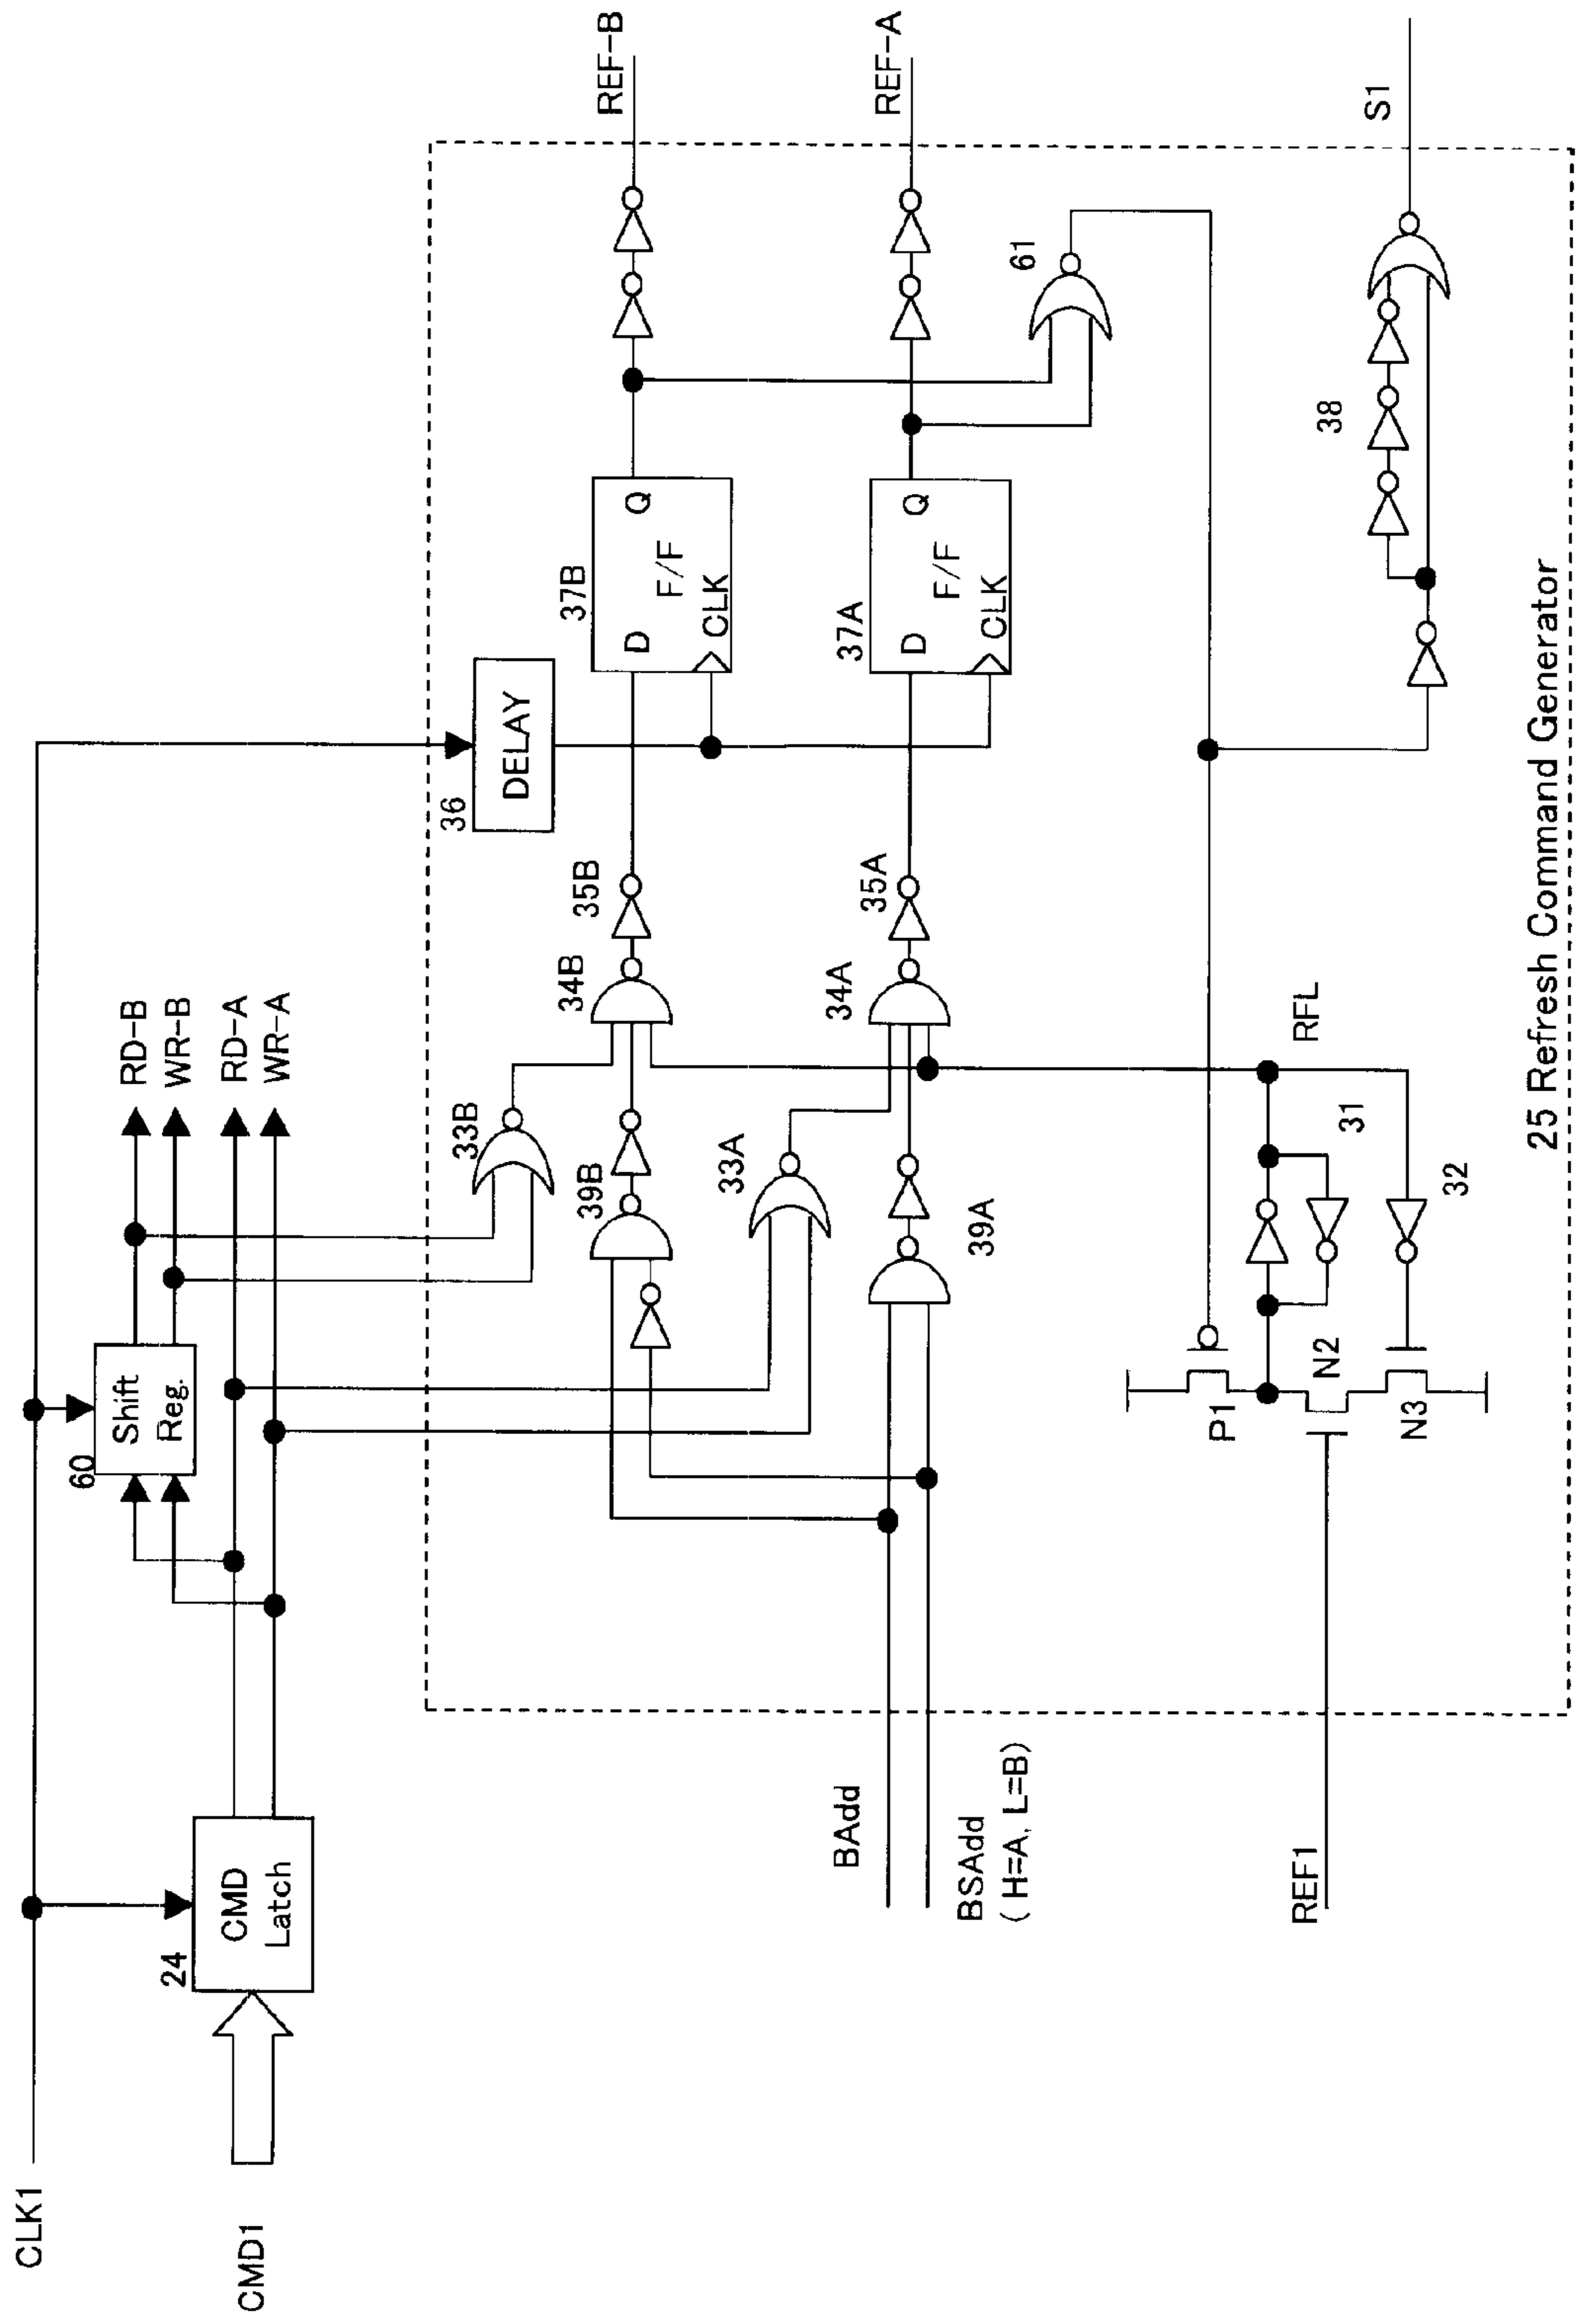 CLK1
CMD1
24
CMD
Latch
60
Shift
Reg.
RD-B
WR-B
RD-A
WR-A
36
DELAY
33B
39B
34B
35B
37B
D
Q
F/F
CLK
REF-B
BAdd
BSAdd
( H=A, L=B)
33A
39A
34A
35A
37A
D
Q
F/F
CLK
REF-A
61
REF1
P1
N2
N3
31
32
RFL
38
S1
25 Refresh Command Generator